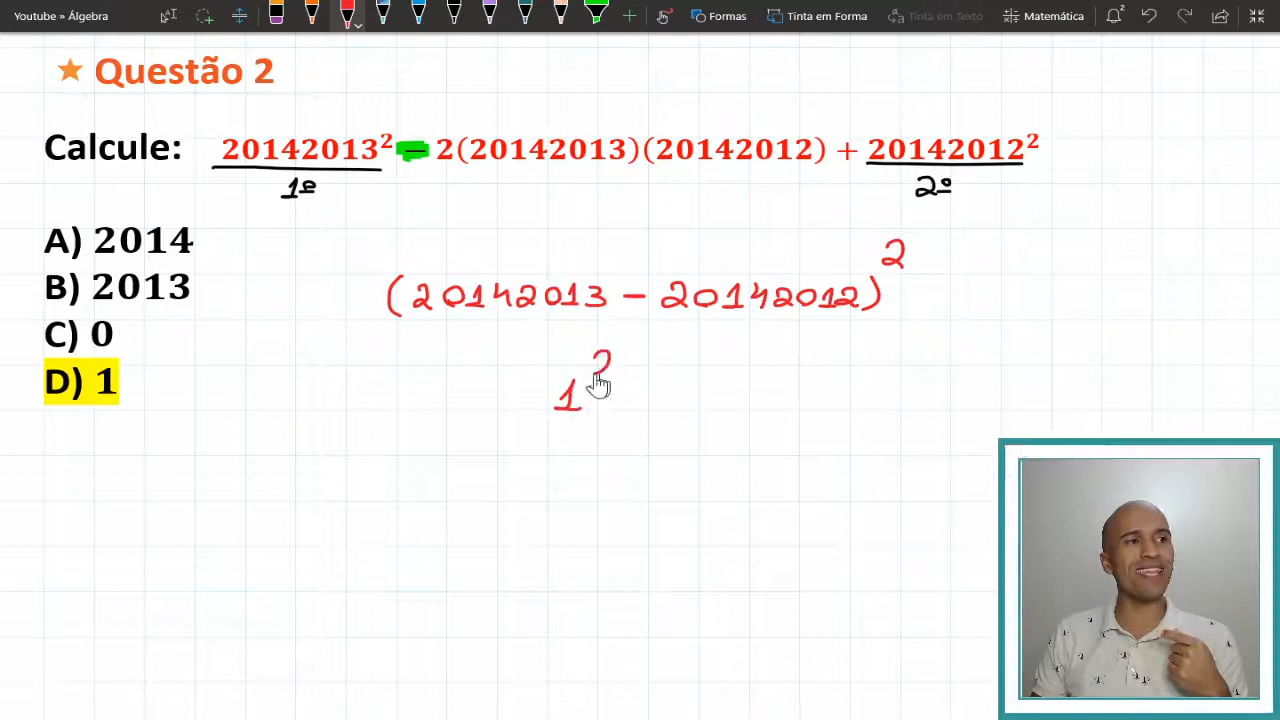 Youtube » Álgebra Formas Tinta em Forma Tinta em Texto Matemática 2
Questão 2
Calcule: 20142013² − 2(20142013)(20142012) + 20142012²
1º 2º
A) 2014
B) 2013
C) 0
D) 1
(20142013 − 20142012)²
1²